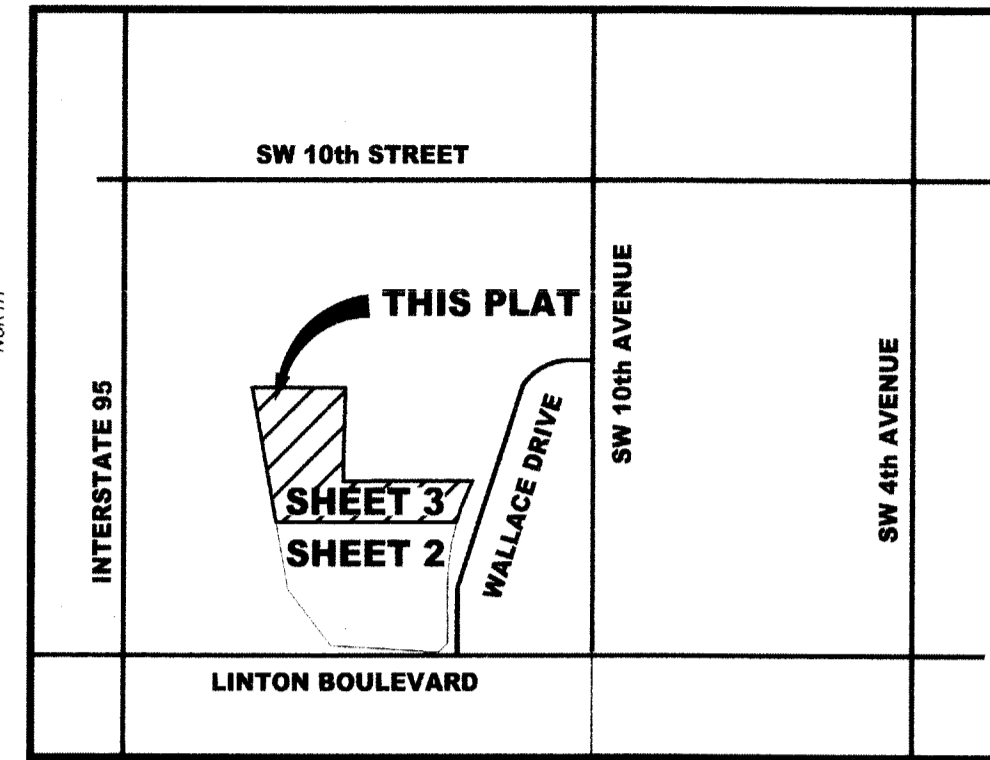 SW 10th STREET
THIS PLAT
SW 10th AVENUE
SW 4th AVENUE
INTERSTATE 95
WALLACE DRIVE
SHEET 3
SHEET 2
LINTON BOULEVARD